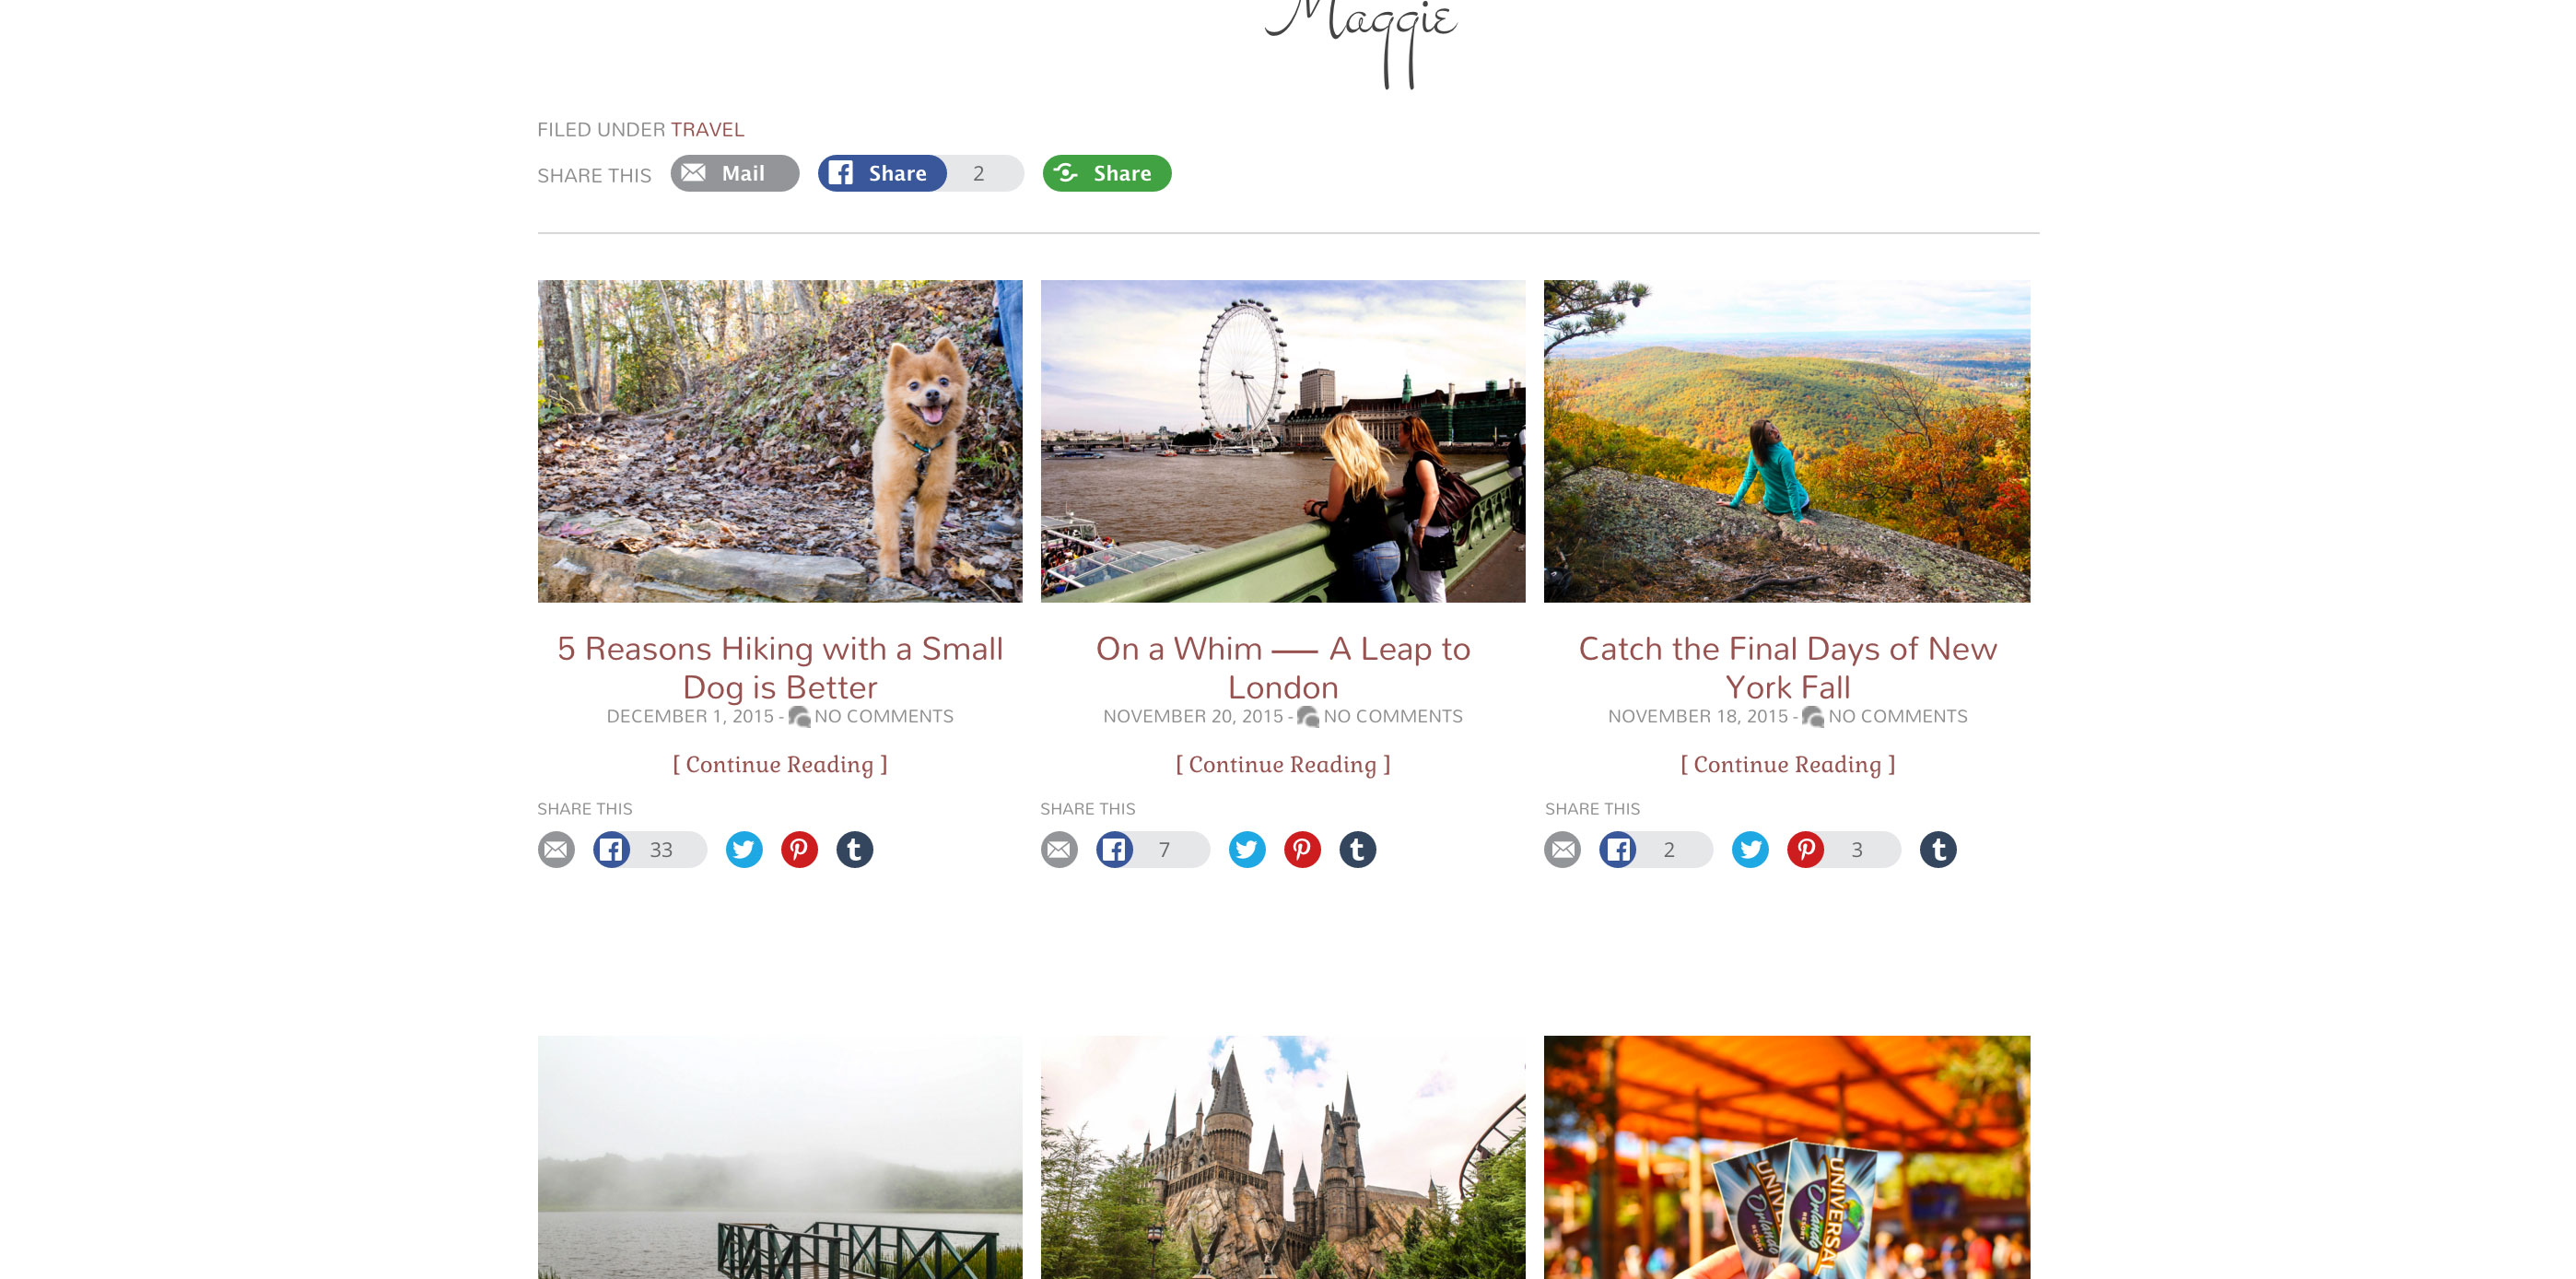 Maggie
FILED UNDER TRAVEL
SHARE THIS Mail Share 2 Share
5 Reasons Hiking with a Small
Dog is Better
DECEMBER 1, 2015 - NO COMMENTS
[ Continue Reading ]
SHARE THIS
33
On a Whim — A Leap to
London
NOVEMBER 20, 2015 - NO COMMENTS
[ Continue Reading ]
SHARE THIS
7
Catch the Final Days of New
York Fall
NOVEMBER 18, 2015 - NO COMMENTS
[ Continue Reading ]
SHARE THIS
2 3
UNIVERSAL
Orlando
RESORT
UNIVERSAL
Orlando
RESORT